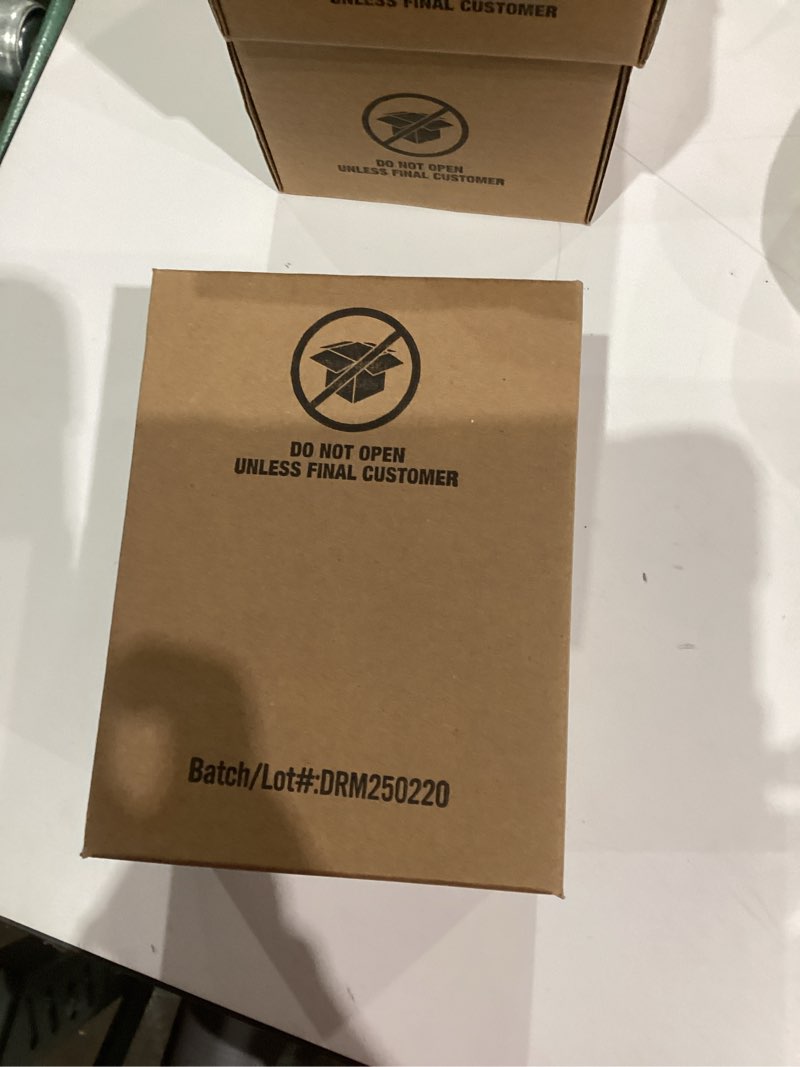 UNLESS FINAL CUSTOMER
DO NOT OPEN
UNLESS FINAL CUSTOMER
DO NOT OPEN
UNLESS FINAL CUSTOMER
Batch/Lot#:DRM250220